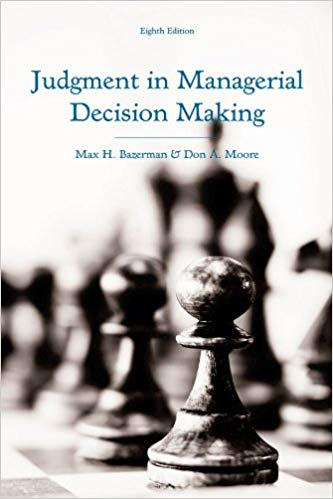 Eighth Edition
Judgment in Managerial
Decision Making
Max H. Bazerman & Don A. Moore